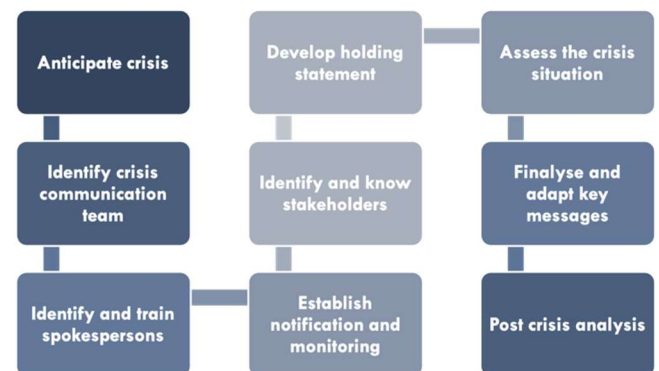 Anticipate crisis
Identify crisis
communication
team
Identify and train
spokespersons
Establish
notification and
monitoring
Identify and know
stakeholders
Develop holding
statement
Assess the crisis
situation
Finalyse and
adapt key
messages
Post crisis analysis